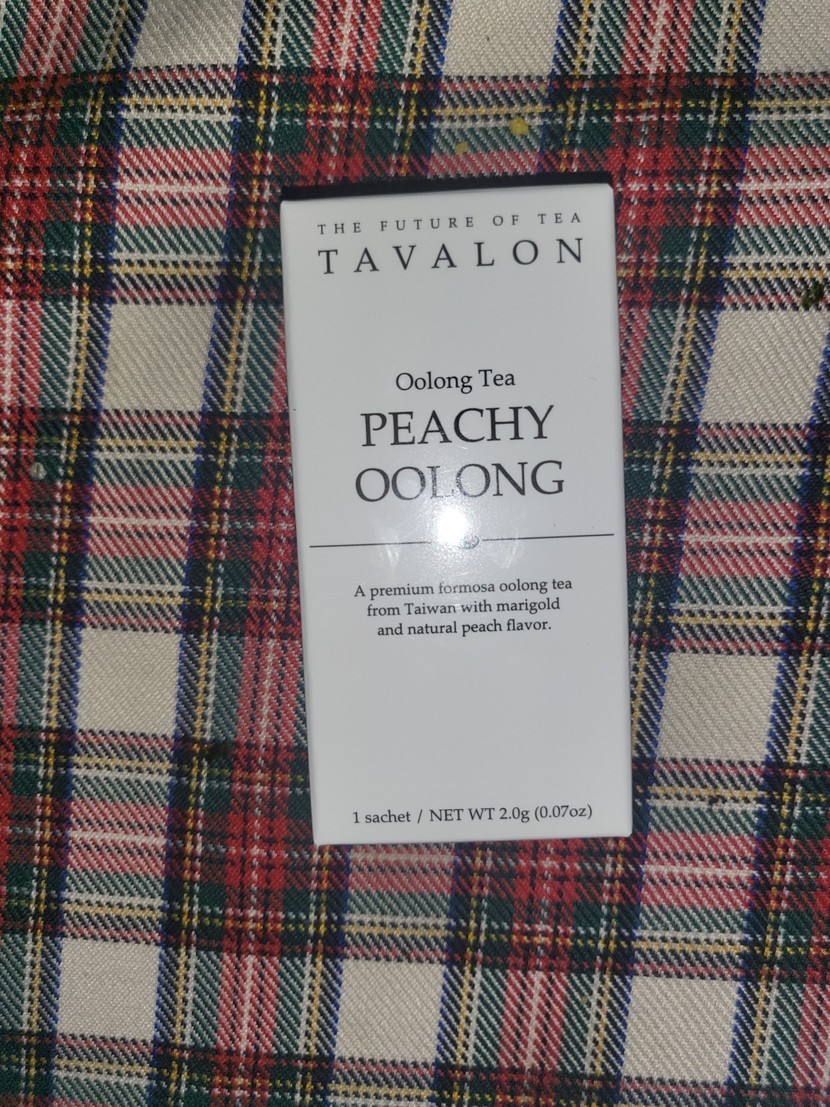 THE FUTURE OF TEA
TAVALON
Oolong Tea
PEACHY
OOLONG
A premium formosa oolong tea
from Taiwan with marigold
and natural peach flavor.
1 sachet / NET WT 2.0g (0.07oz)